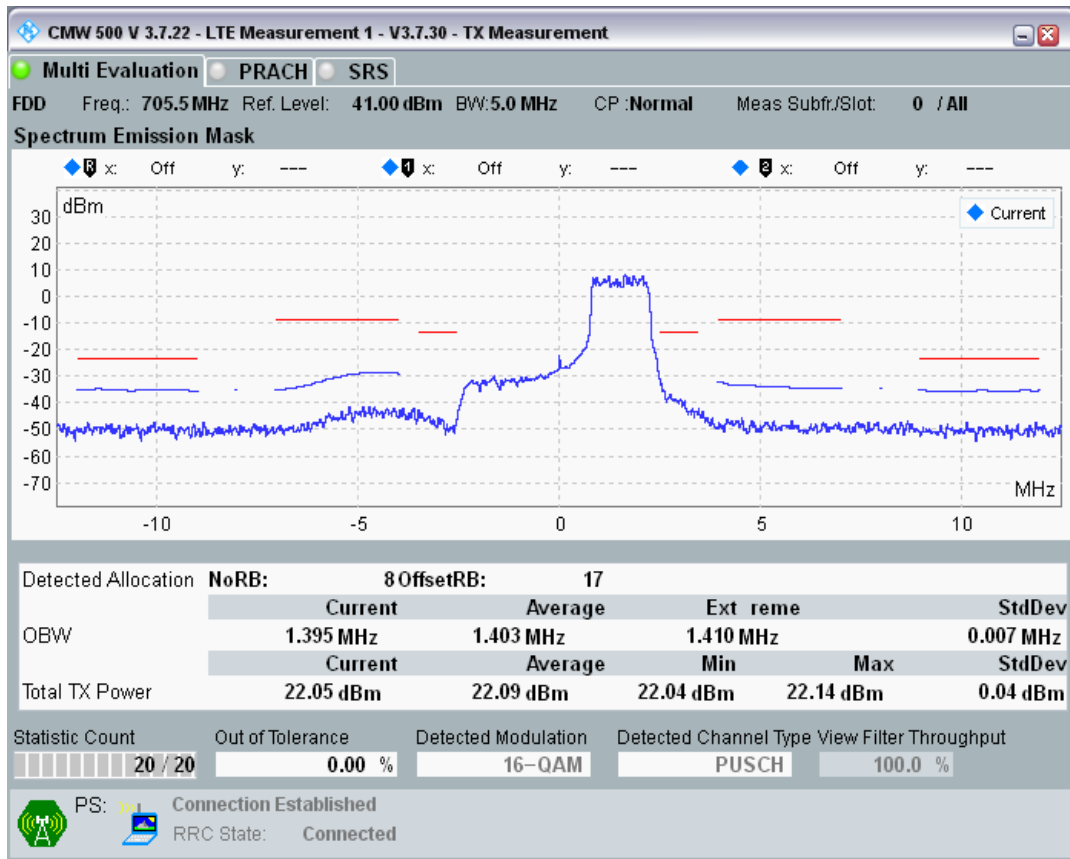 CMW 500 V 3.7.22 - LTE Measurement 1 - V3.7.30 - TX Measurement
Multi Evaluation PRACH SRS
FDD Freq.: 705.5 MHz Ref. Level: 41.00 dBm BW:5.0 MHz CP :Normal Meas Subfr./Slot: 0 / All
Spectrum Emission Mask
R x: Off y: --- 1 x: Off y: --- 2 x: Off y: ---
dBm
Current
30
20
10
0
-10
-20
-30
-40
-50
-60
-70
MHz
-10 -5 0 5 10
Detected Allocation NoRB: 8 OffsetRB: 17
Current Average Ext reme StdDev
OBW 1.395 MHz 1.403 MHz 1.410 MHz 0.007 MHz
Current Average Min Max StdDev
Total TX Power 22.05 dBm 22.09 dBm 22.04 dBm 22.14 dBm 0.04 dBm
Statistic Count Out of Tolerance Detected Modulation Detected Channel Type View Filter Throughput
20 / 20 0.00 % 16-QAM PUSCH 100.0 %
PS: Connection Established
RRC State: Connected